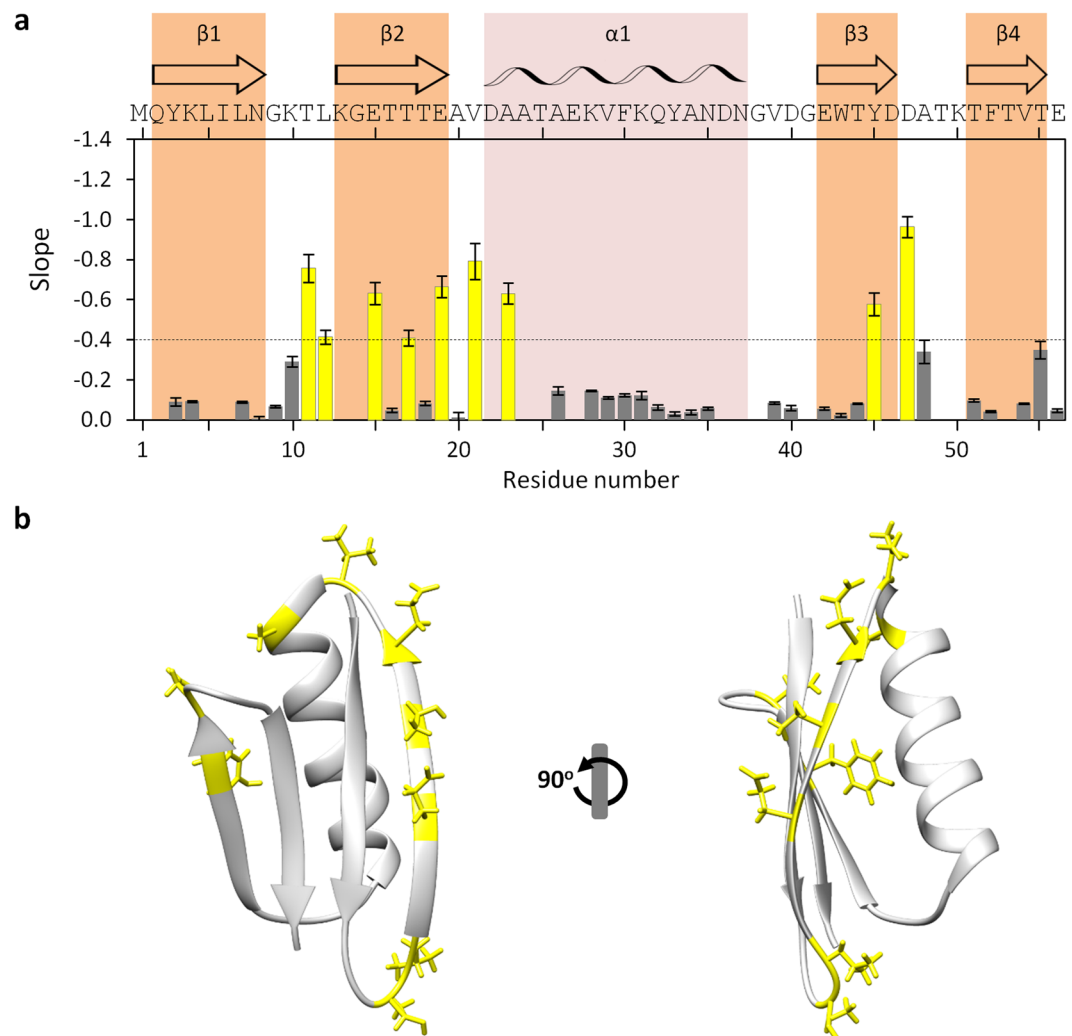 a
β1 β2 α1 β3 β4
MQYKLILNGKTLKGETTTEAVDAATAEKVFKQYANDNGVDGEWTYDDATKTFTVTE
-1.4
-1.2
-1.0
-0.8
-0.6
-0.4
-0.2
0.0
Slope
1 10 20 30 40 50
Residue number
b
90º